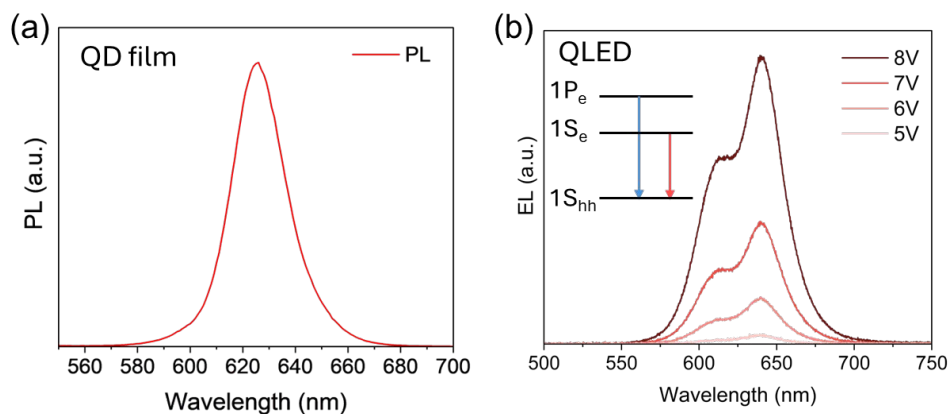 (a)
QD film
PL
PL (a.u.)
560 580 600 620 640 660 680 700
Wavelength (nm)
(b)
QLED
8V
7V
6V
5V
1Pₑ
1Sₑ
1Sₕₕ
EL (a.u.)
500 550 600 650 700 750
Wavelength (nm)